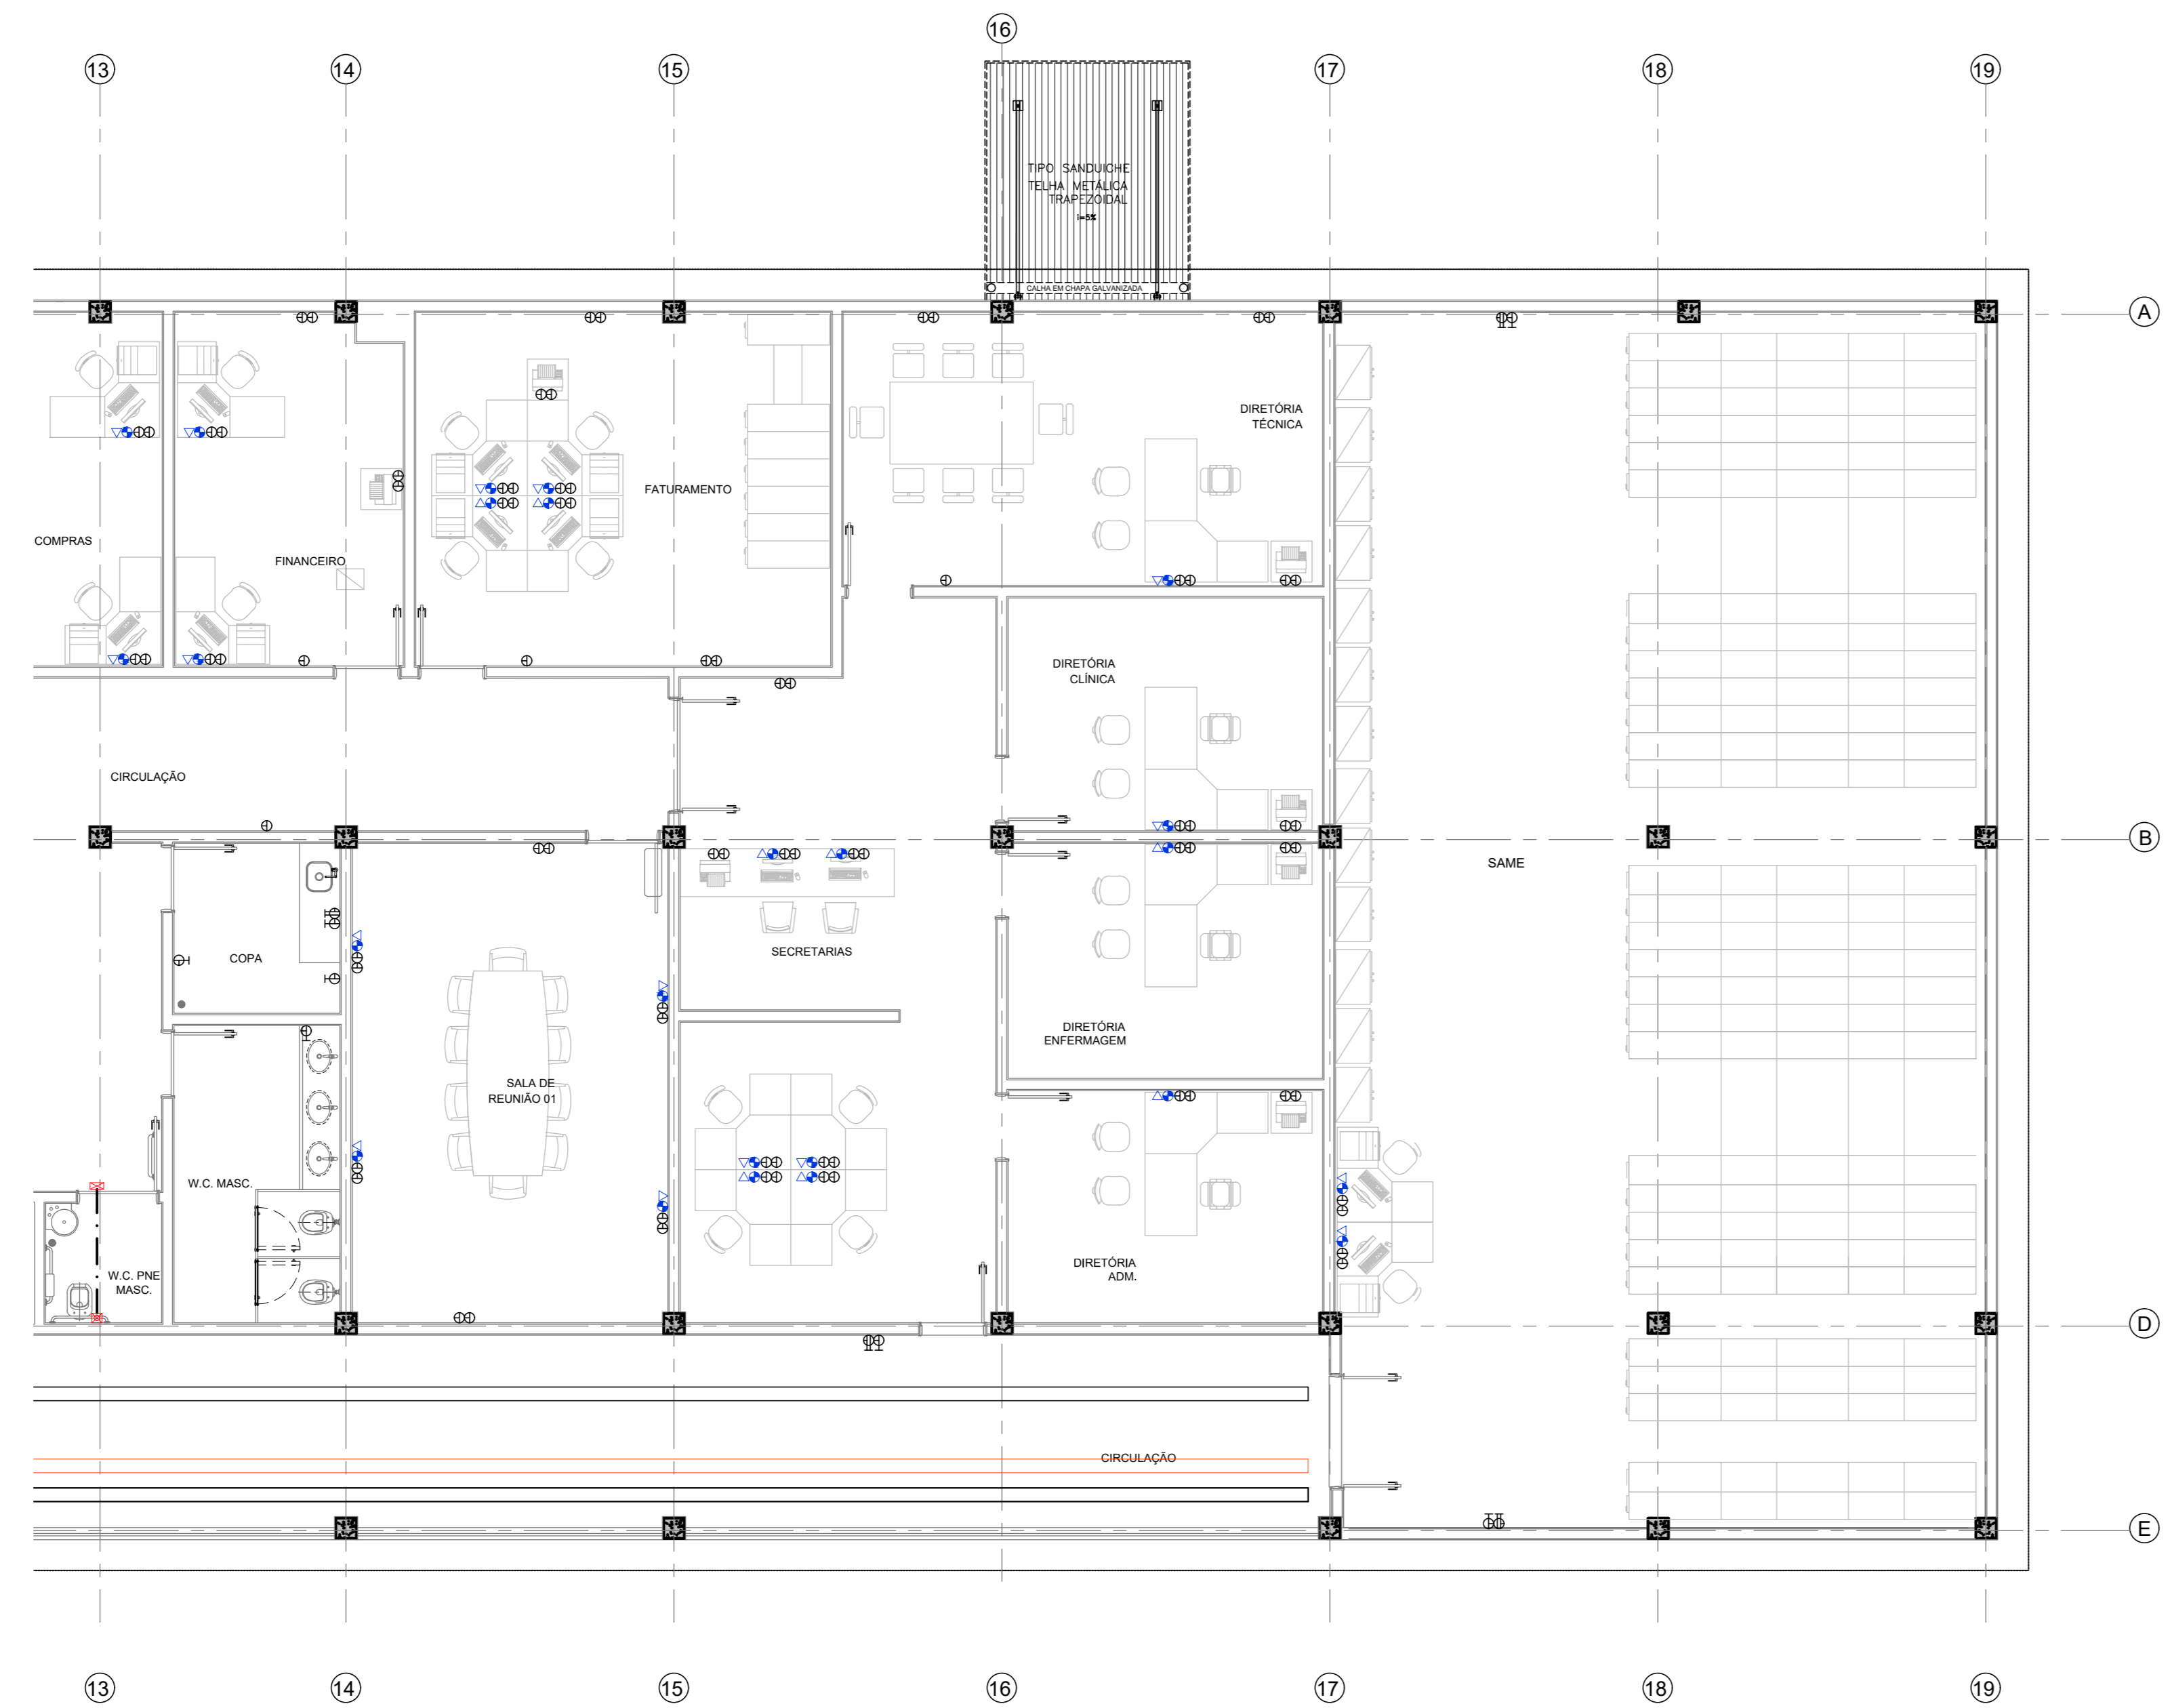 16
13
14
15
17
18
19
TIPO SANDUICHE
TELHA METÁLICA
TRAPEZOIDAL
i=5%
CALHA EM CHAPA GALVANIZADA
A
DIRETÓRIA
TÉCNICA
FATURAMENTO
COMPRAS
FINANCEIRO
DIRETÓRIA
CLÍNICA
CIRCULAÇÃO
B
SAME
SECRETARIAS
COPA
DIRETÓRIA
ENFERMAGEM
SALA DE
REUNIÃO 01
W.C. MASC.
DIRETÓRIA
ADM.
W.C. PNE
MASC.
D
CIRCULAÇÃO
E
13
14
15
16
17
18
19